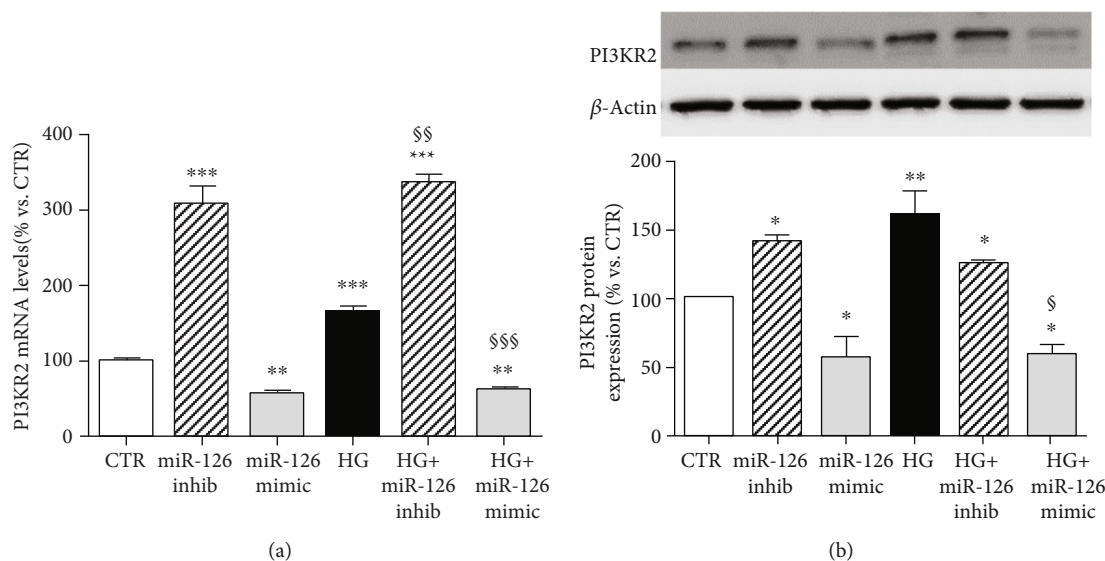 PI3KR2 mRNA levels(% vs. CTR)
400
300
200
100
0
***
**
***
§§
***
§§§
**
CTR
miR-126
inhib
miR-126
mimic
HG
HG+
miR-126
inhib
HG+
miR-126
mimic
(a)
PI3KR2
β-Actin
PI3KR2 protein
expression (% vs. CTR)
200
150
100
50
0
*
*
**
*
§
*
CTR
miR-126
inhib
miR-126
mimic
HG
HG+
miR-126
inhib
HG+
miR-126
mimic
(b)